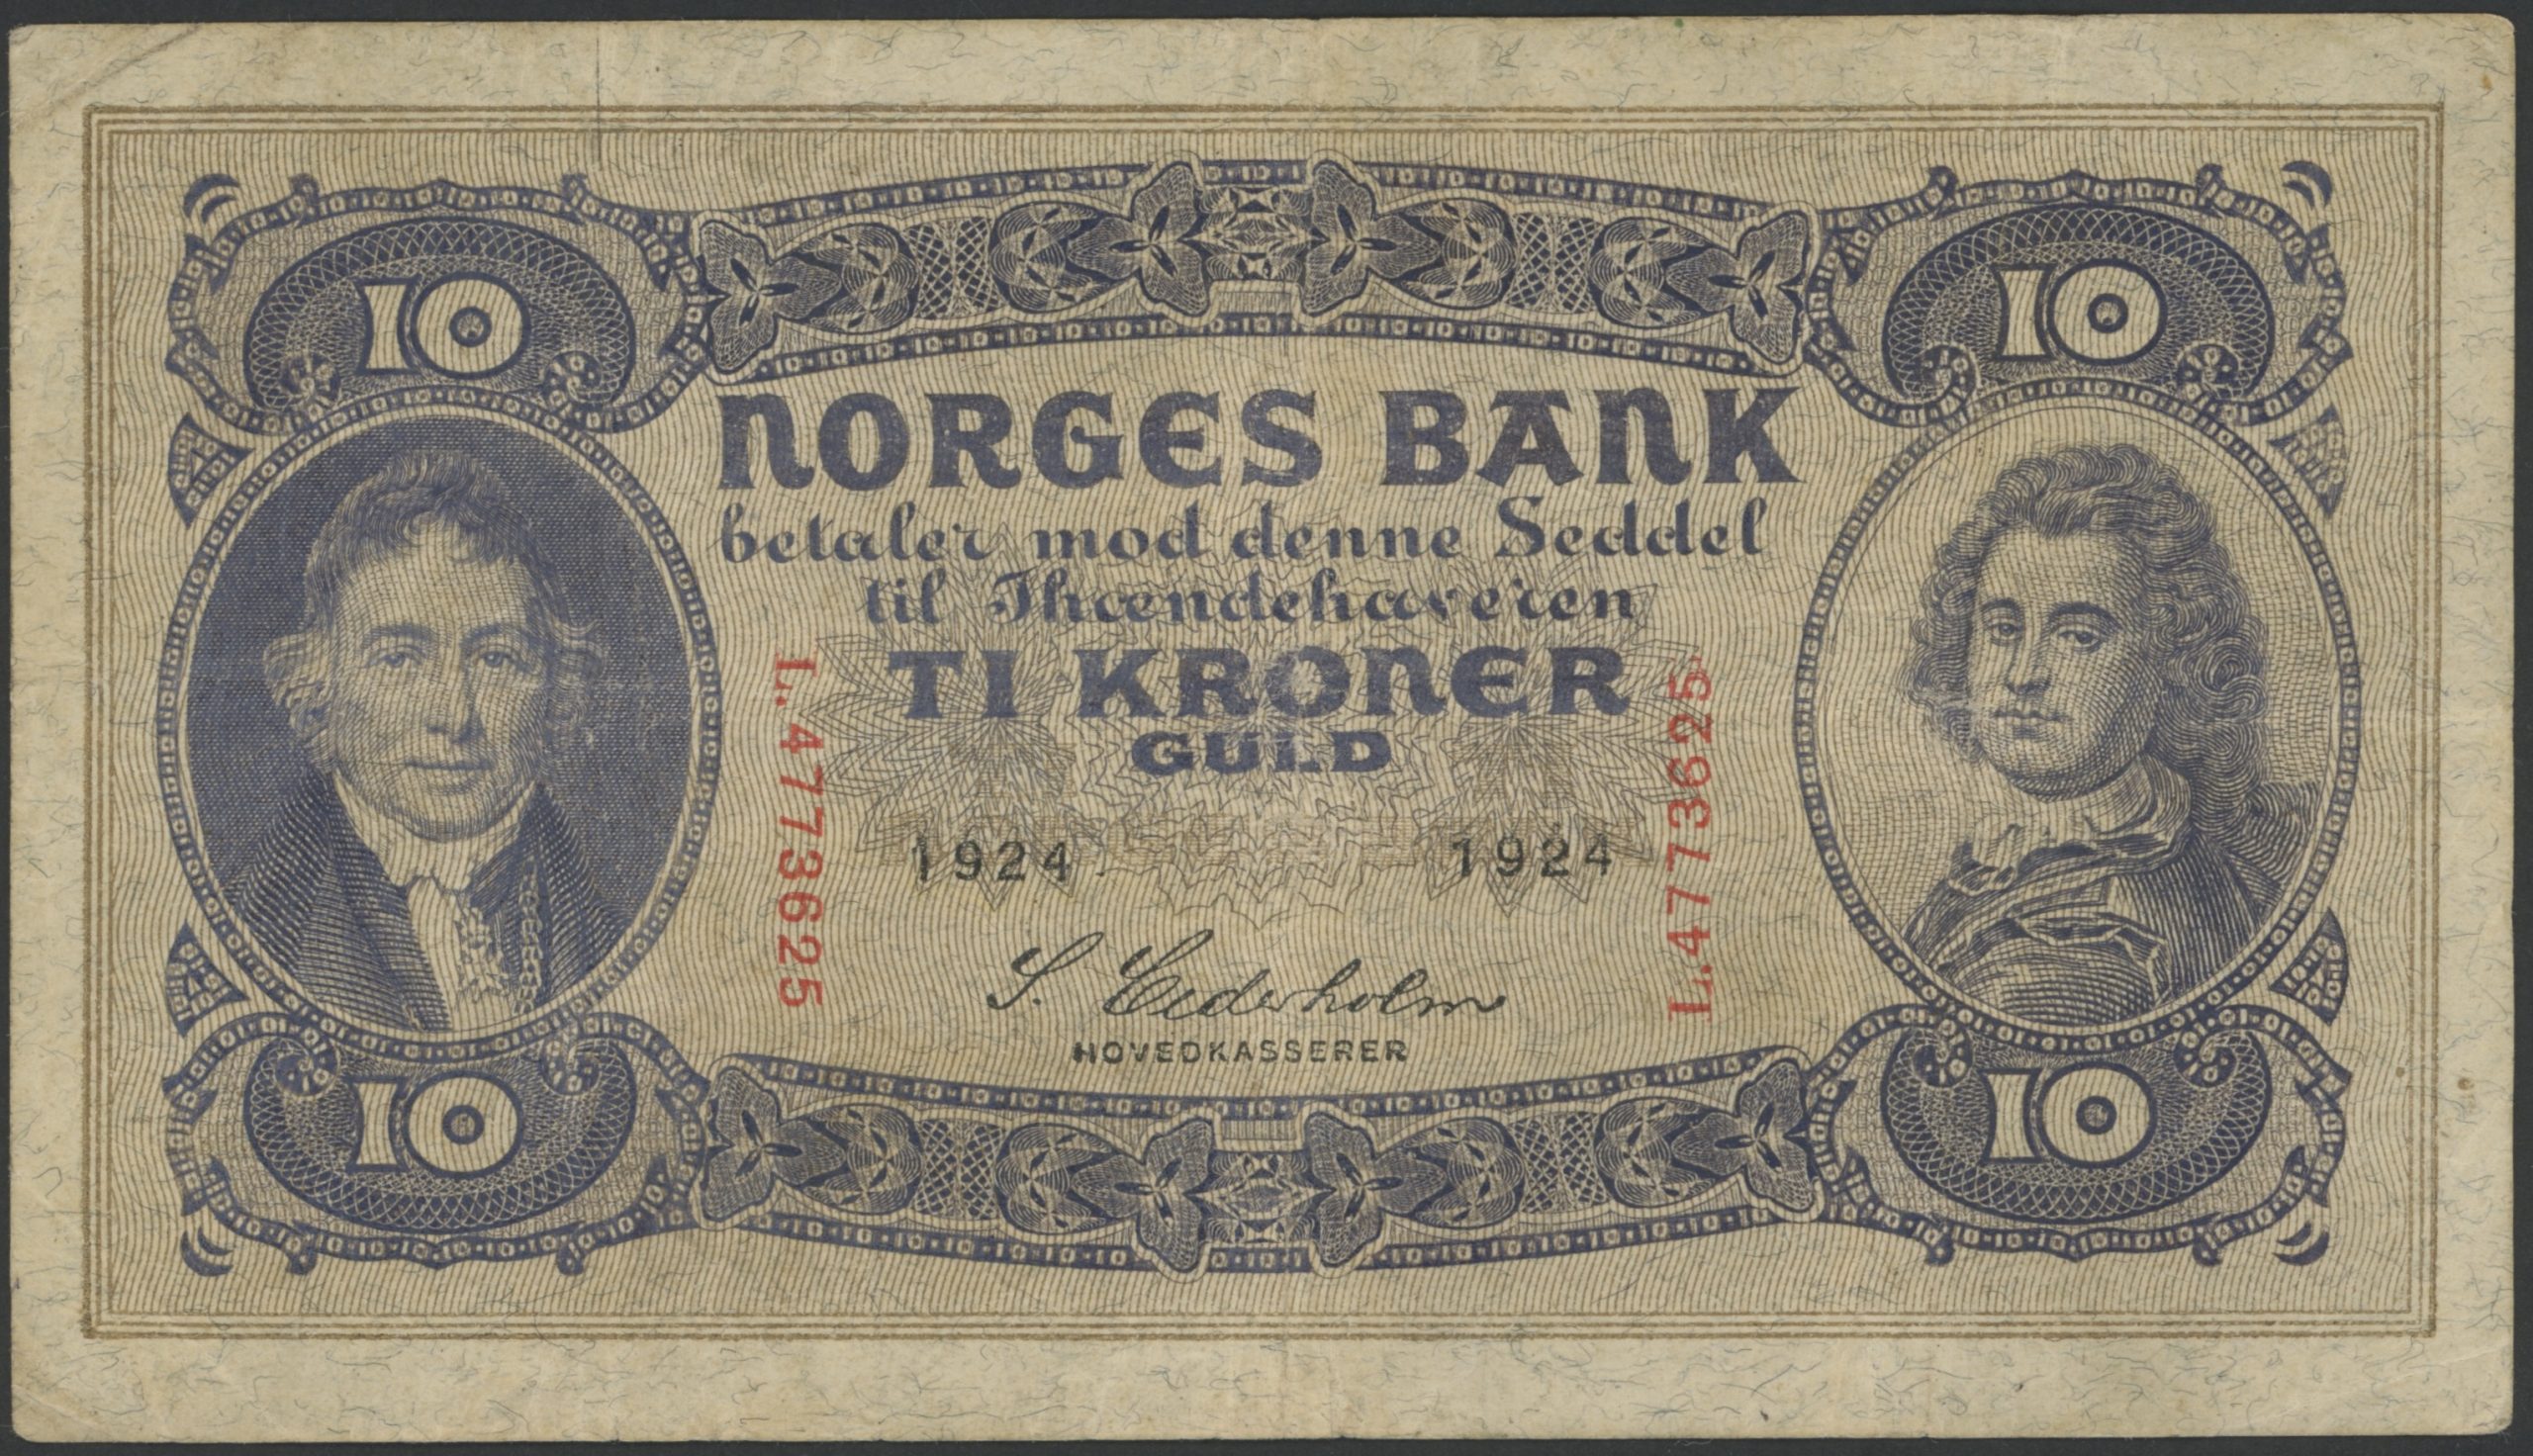 10
10
NORGES BANK
betaler mod denne Seddel
til Ihændehaveren
TI KRONER
GULD
L.4773625
L.4773625
1924
1924
S. Cederholm
HOVEDKASSERER
10
10